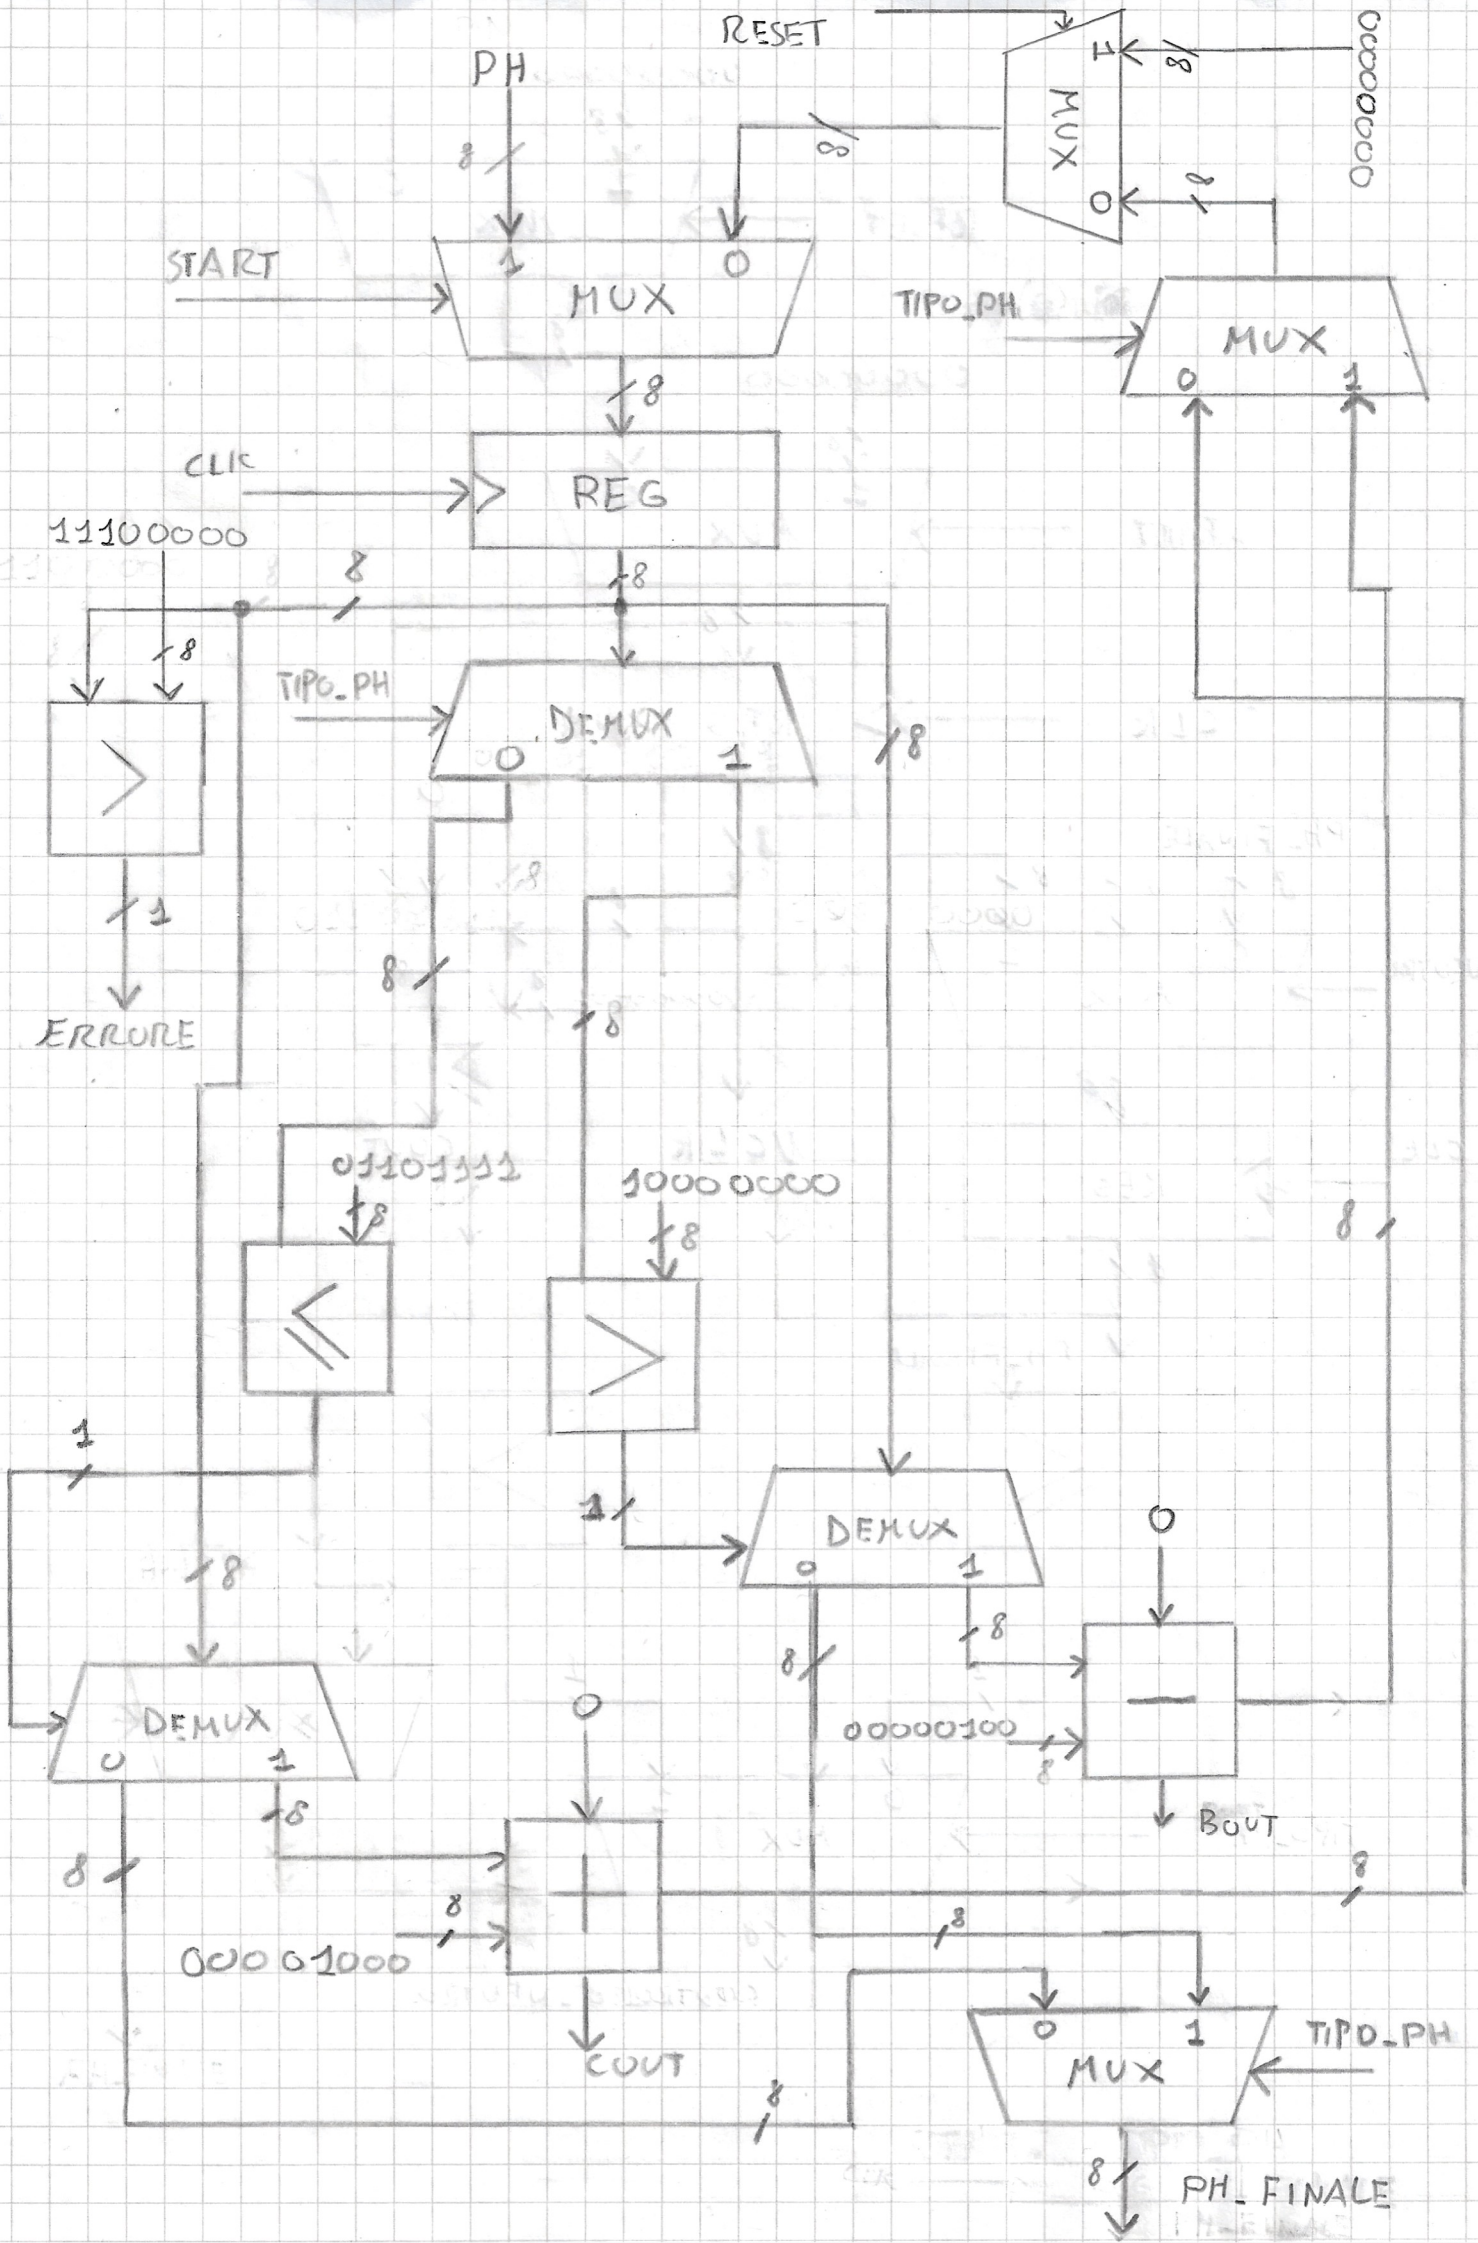 RESET
00000000
PH
8
8
1
MUX
0
8
START
1
0
MUX
TIPO_PH
MUX
0
1
8
CLK
REG
11100000
8
8
8
TIPO_PH
DEMUX
0
1
8
>
1
8
8
ERRORE
01101111
8
10000000
8
8
≤
>
1
1
DEMUX
0
1
0
8
8
8
DEMUX
0
1
0
00000100
8
—
BOUT
8
8
8
+
8
00001000
8
COUT
0
1
TIPO_PH
MUX
8
8
PH_FINALE